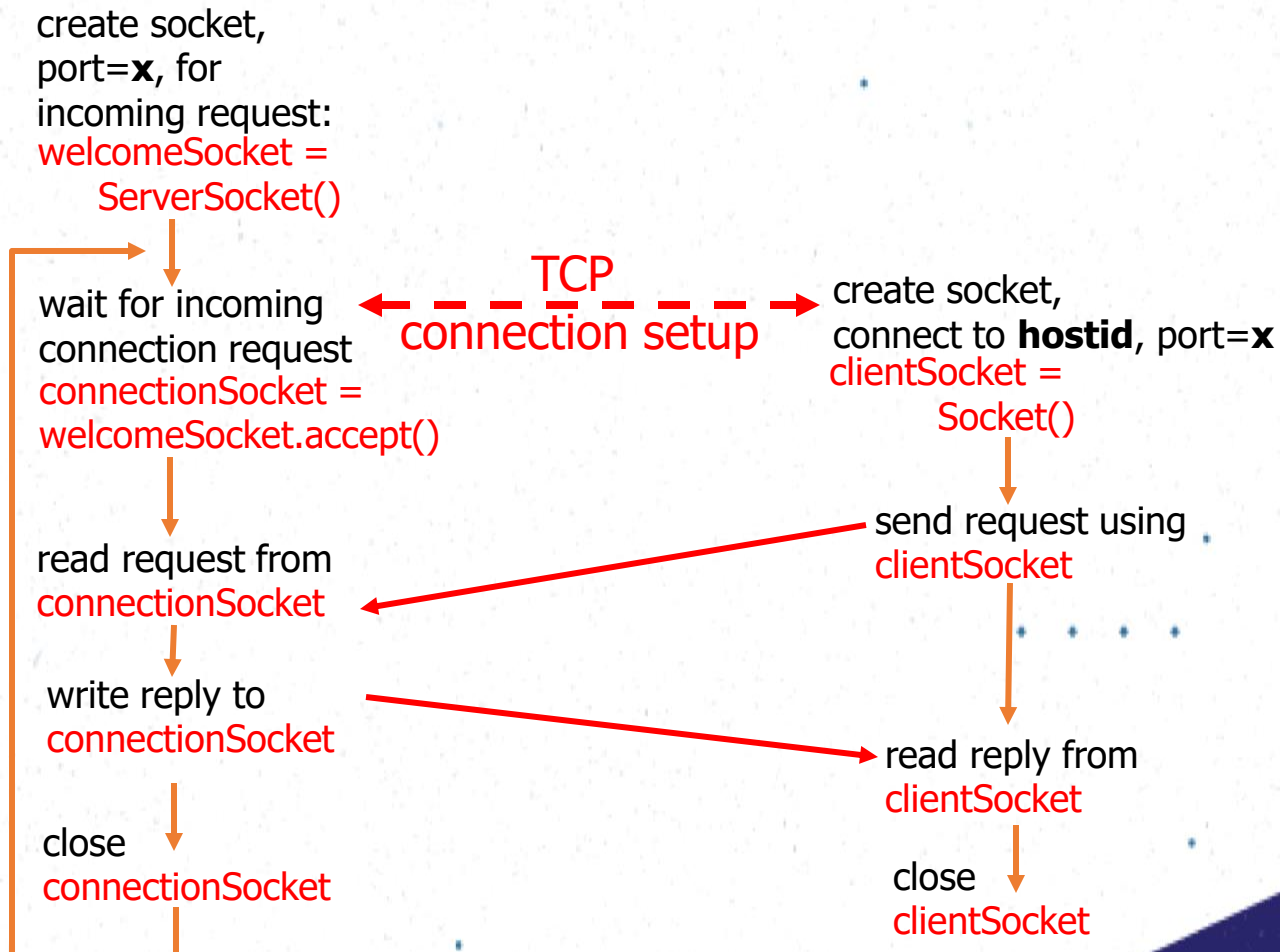 create socket,
port=x, for
incoming request:
welcomeSocket =
ServerSocket()
wait for incoming
connection request
connectionSocket =
welcomeSocket.accept()
read request from
connectionSocket
write reply to
connectionSocket
close
connectionSocket
TCP
connection setup
create socket,
connect to hostid, port=x
clientSocket =
Socket()
send request using
clientSocket
read reply from
clientSocket
close
clientSocket